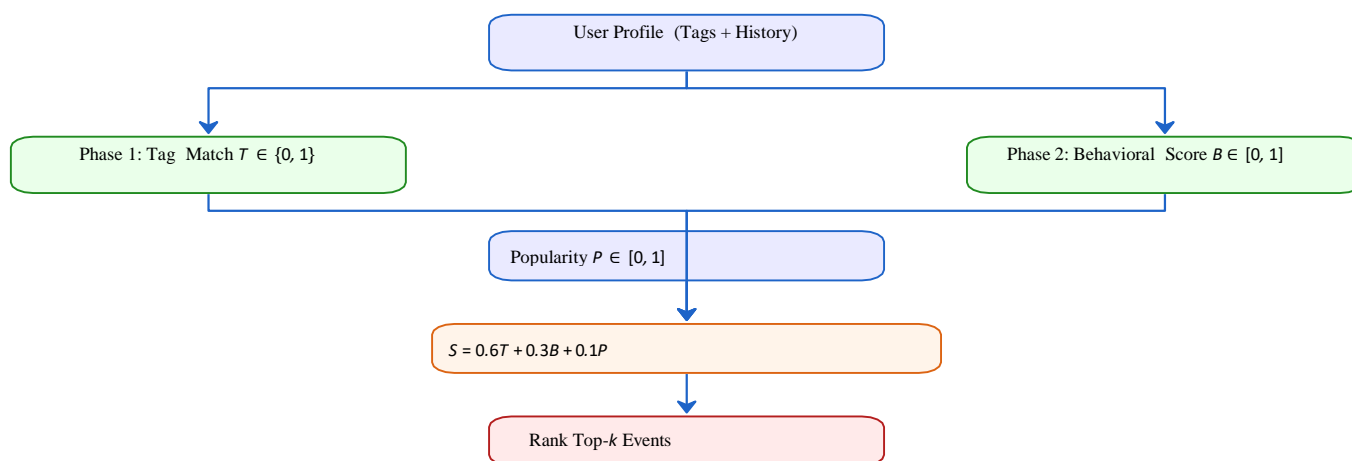 User Profile (Tags + History)
Phase 1: Tag Match T ∈ {0, 1}
Phase 2: Behavioral Score B ∈ [0, 1]
Popularity P ∈ [0, 1]
S = 0.6T + 0.3B + 0.1P
Rank Top-k Events